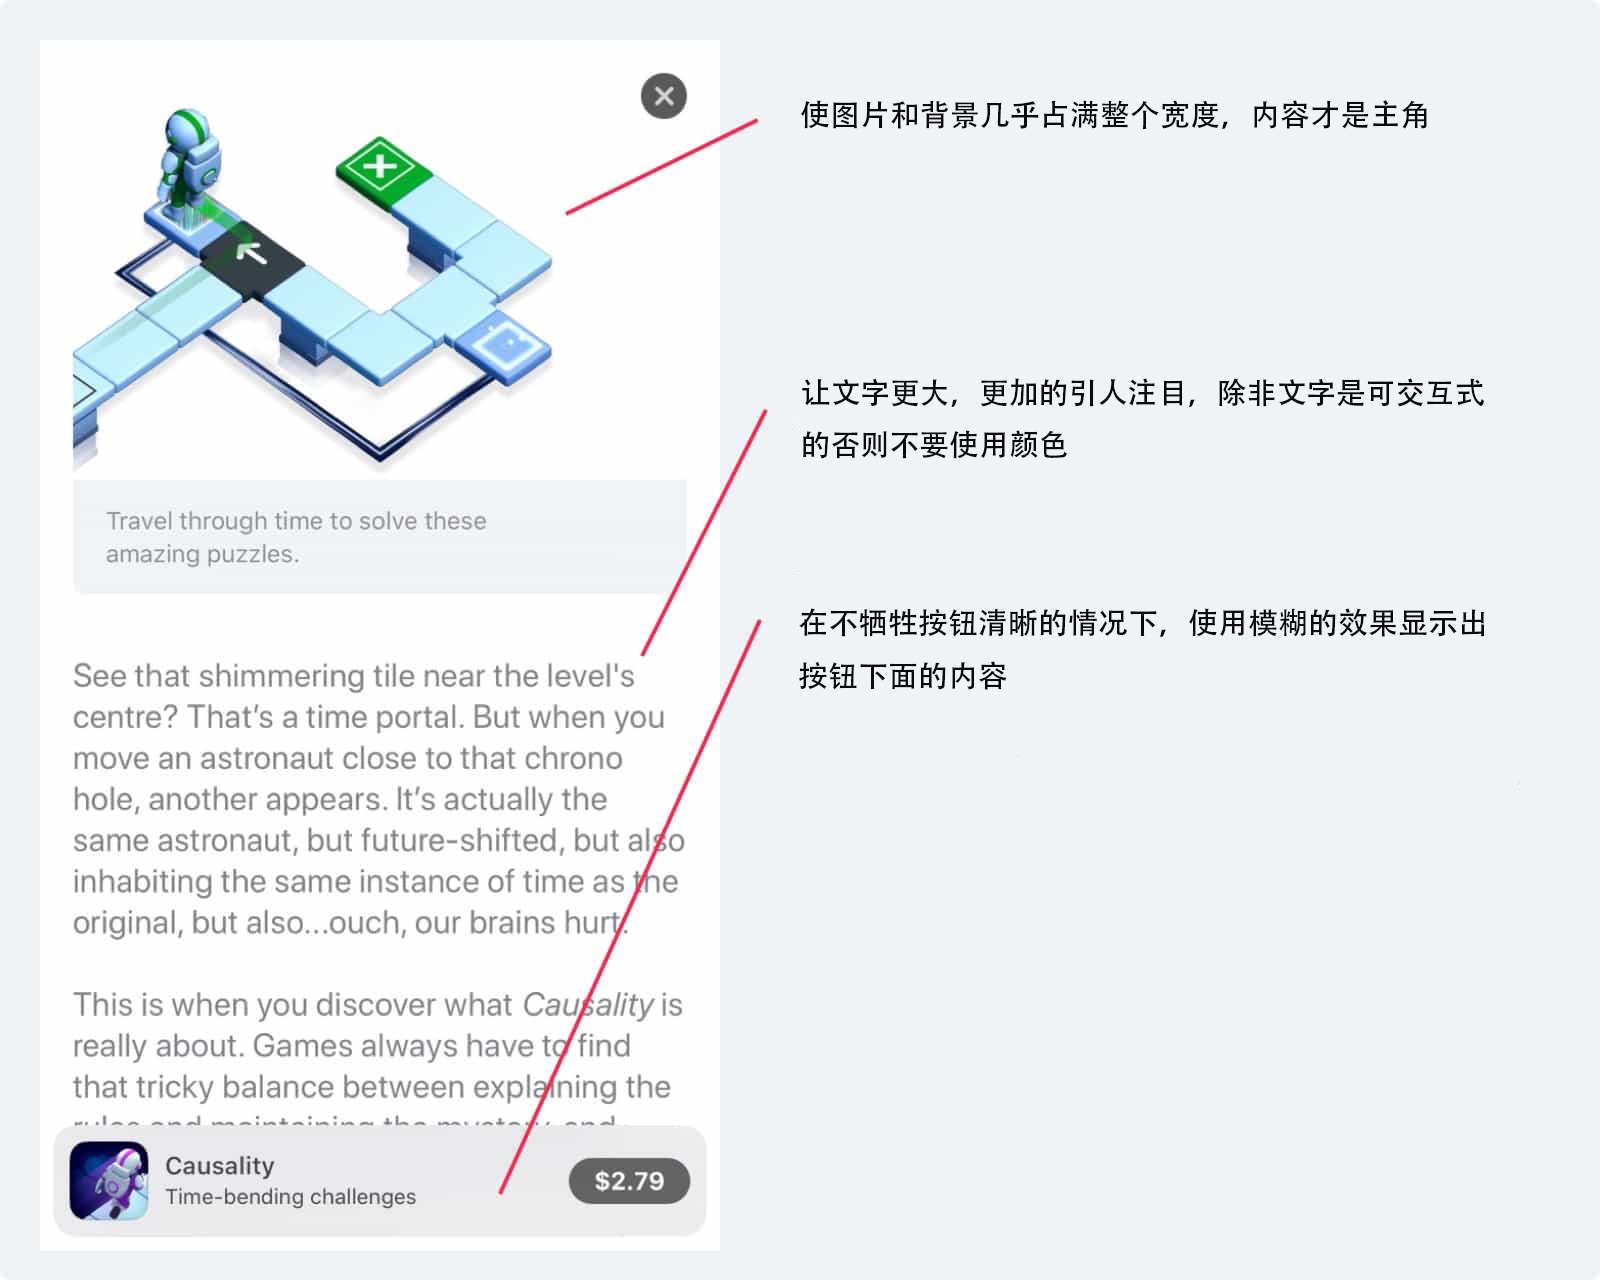 使图片和背景几乎占满整个宽度，内容才是主角
让文字更大，更加的引人注目，除非文字是可交互式
的否则不要使用颜色
在不牺牲按钮清晰的情况下，使用模糊的效果显示出
按钮下面的内容
Travel through time to solve these
amazing puzzles.
See that shimmering tile near the level's
centre? That’s a time portal. But when you
move an astronaut close to that chrono
hole, another appears. It’s actually the
same astronaut, but future-shifted, but also
inhabiting the same instance of time as the
original, but also...ouch, our brains hurt.
This is when you discover what Causality is
really about. Games always have to find
that tricky balance between explaining the
rules and maintaining the mystery, and
Causality
Time-bending challenges
$2.79